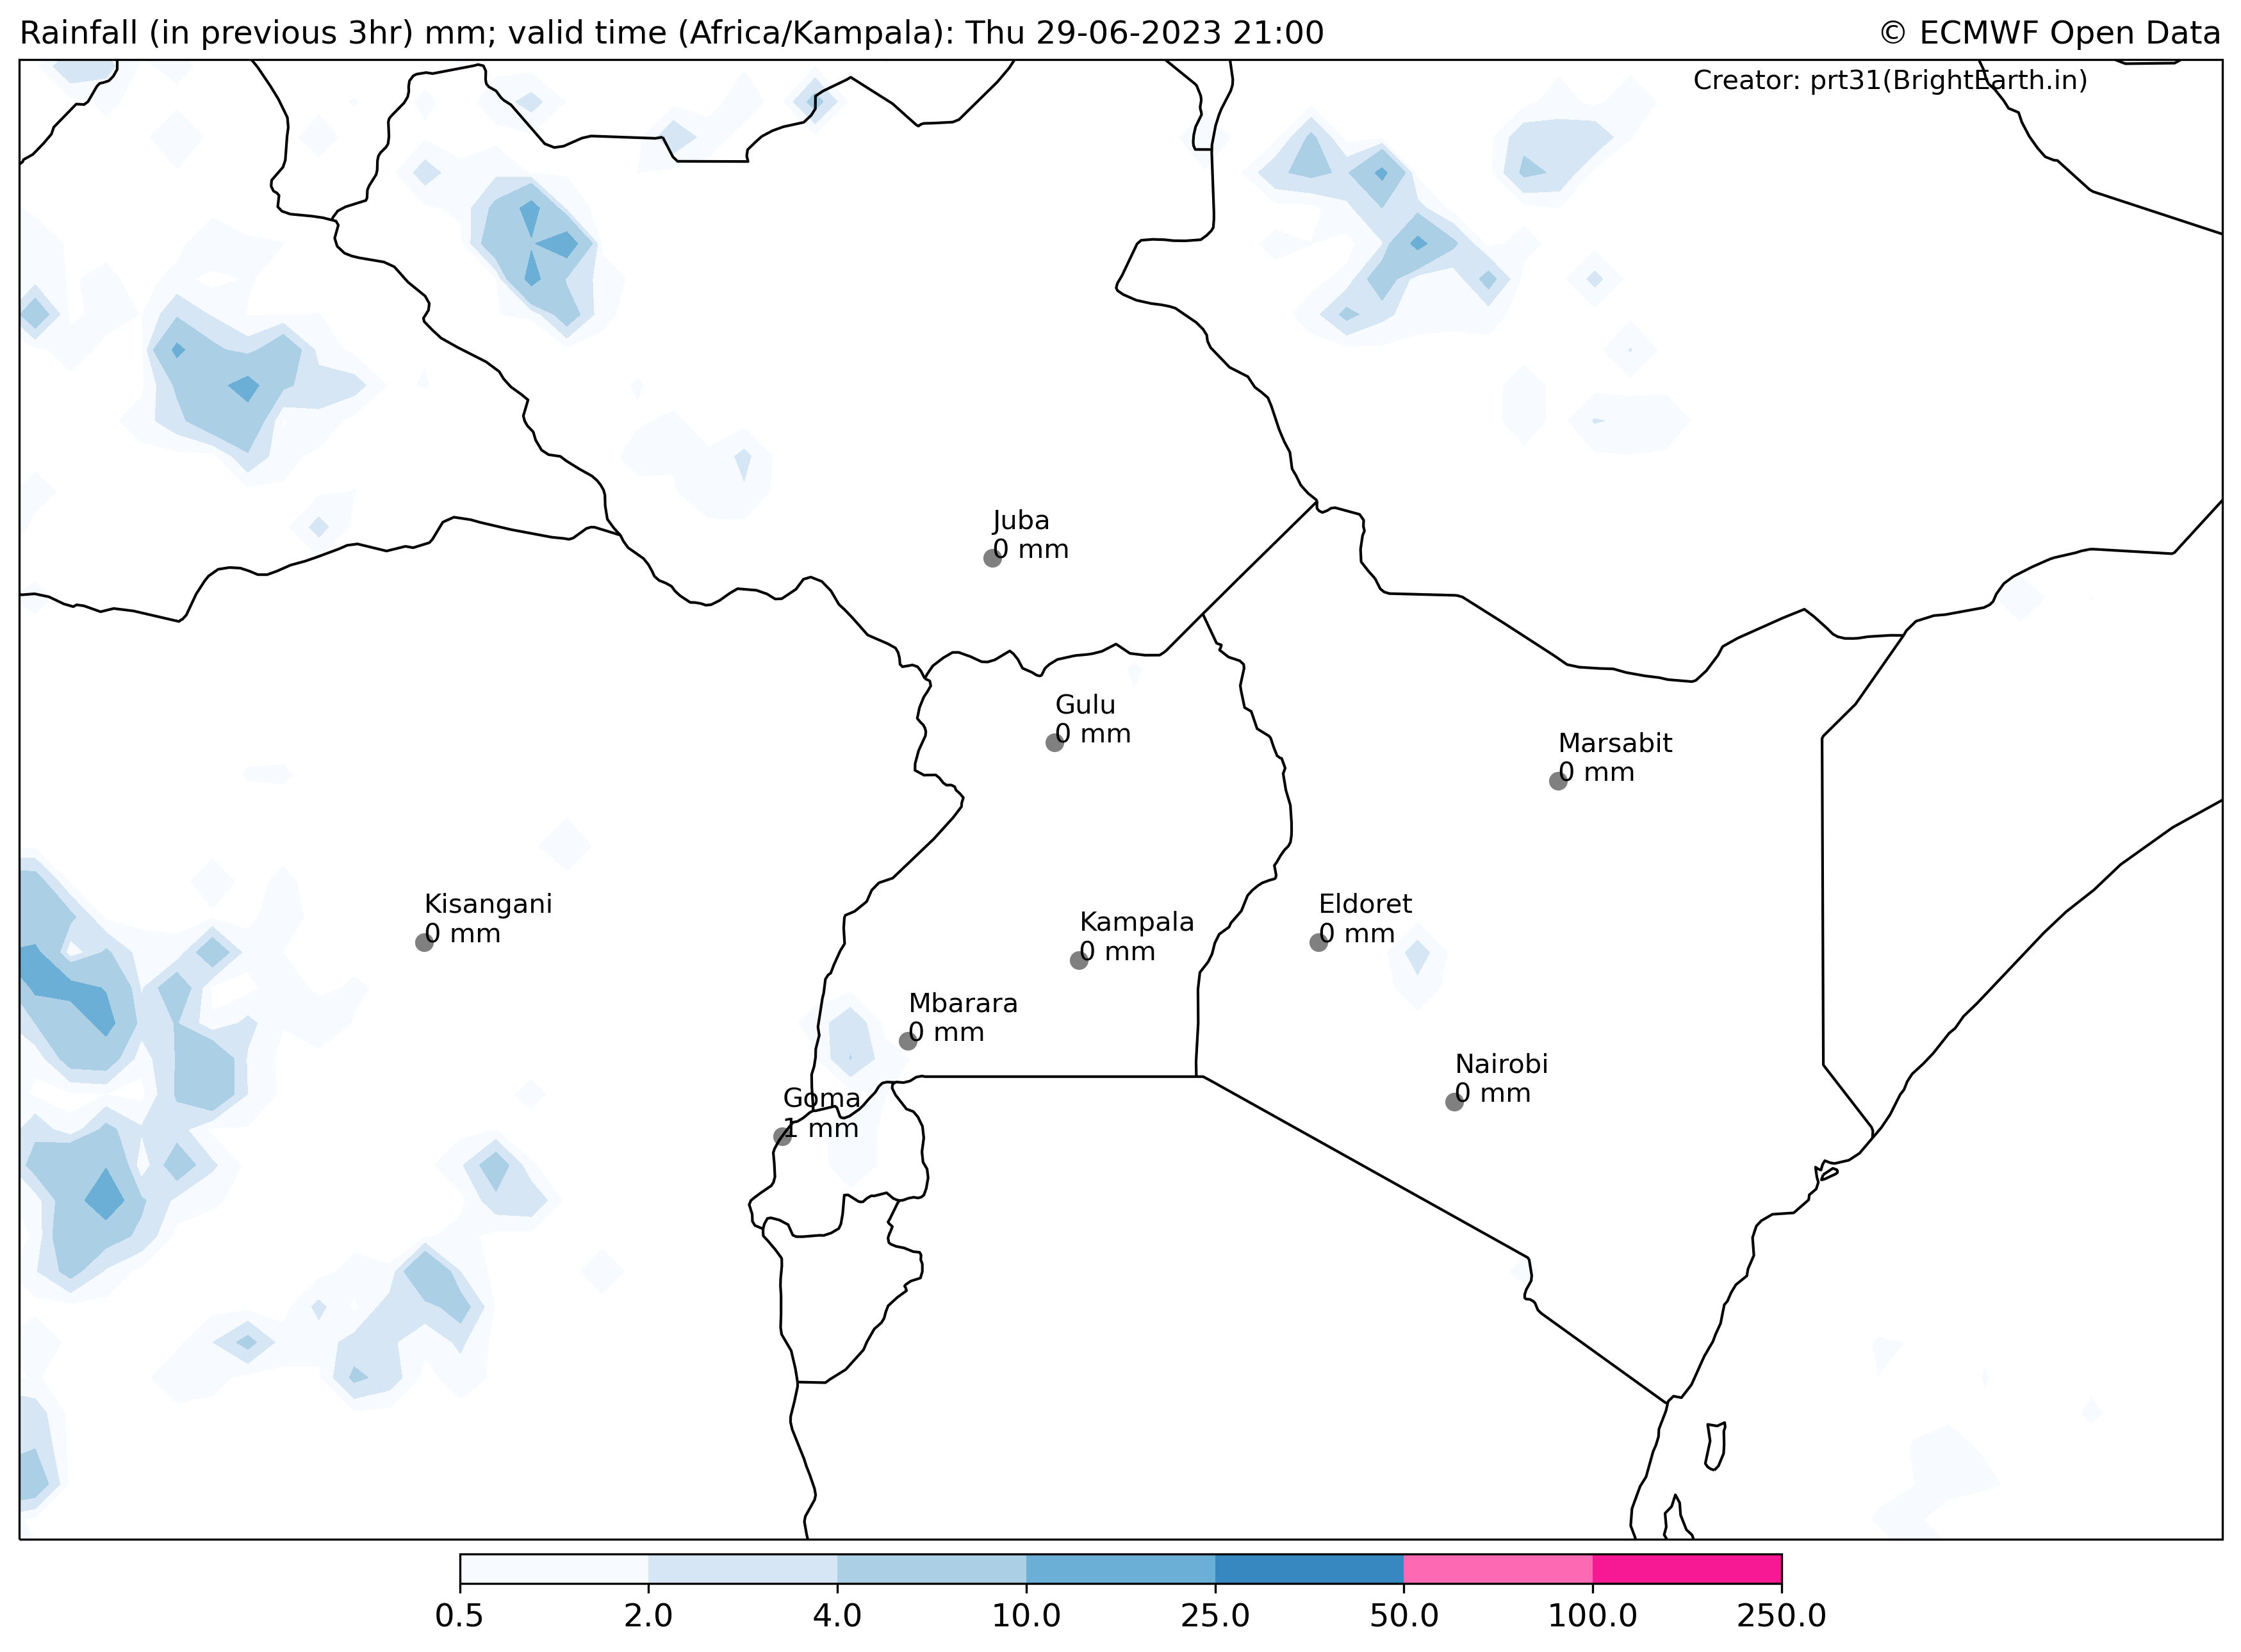 Rainfall (in previous 3hr) mm; valid time (Africa/Kampala): Thu 29-06-2023 21:00
© ECMWF Open Data
Creator: prt31(BrightEarth.in)
Juba
0 mm
Gulu
0 mm
Marsabit
0 mm
Kisangani
0 mm
Kampala
0 mm
Eldoret
0 mm
Mbarara
0 mm
Nairobi
0 mm
Goma
1 mm
0.5 2.0 4.0 10.0 25.0 50.0 100.0 250.0